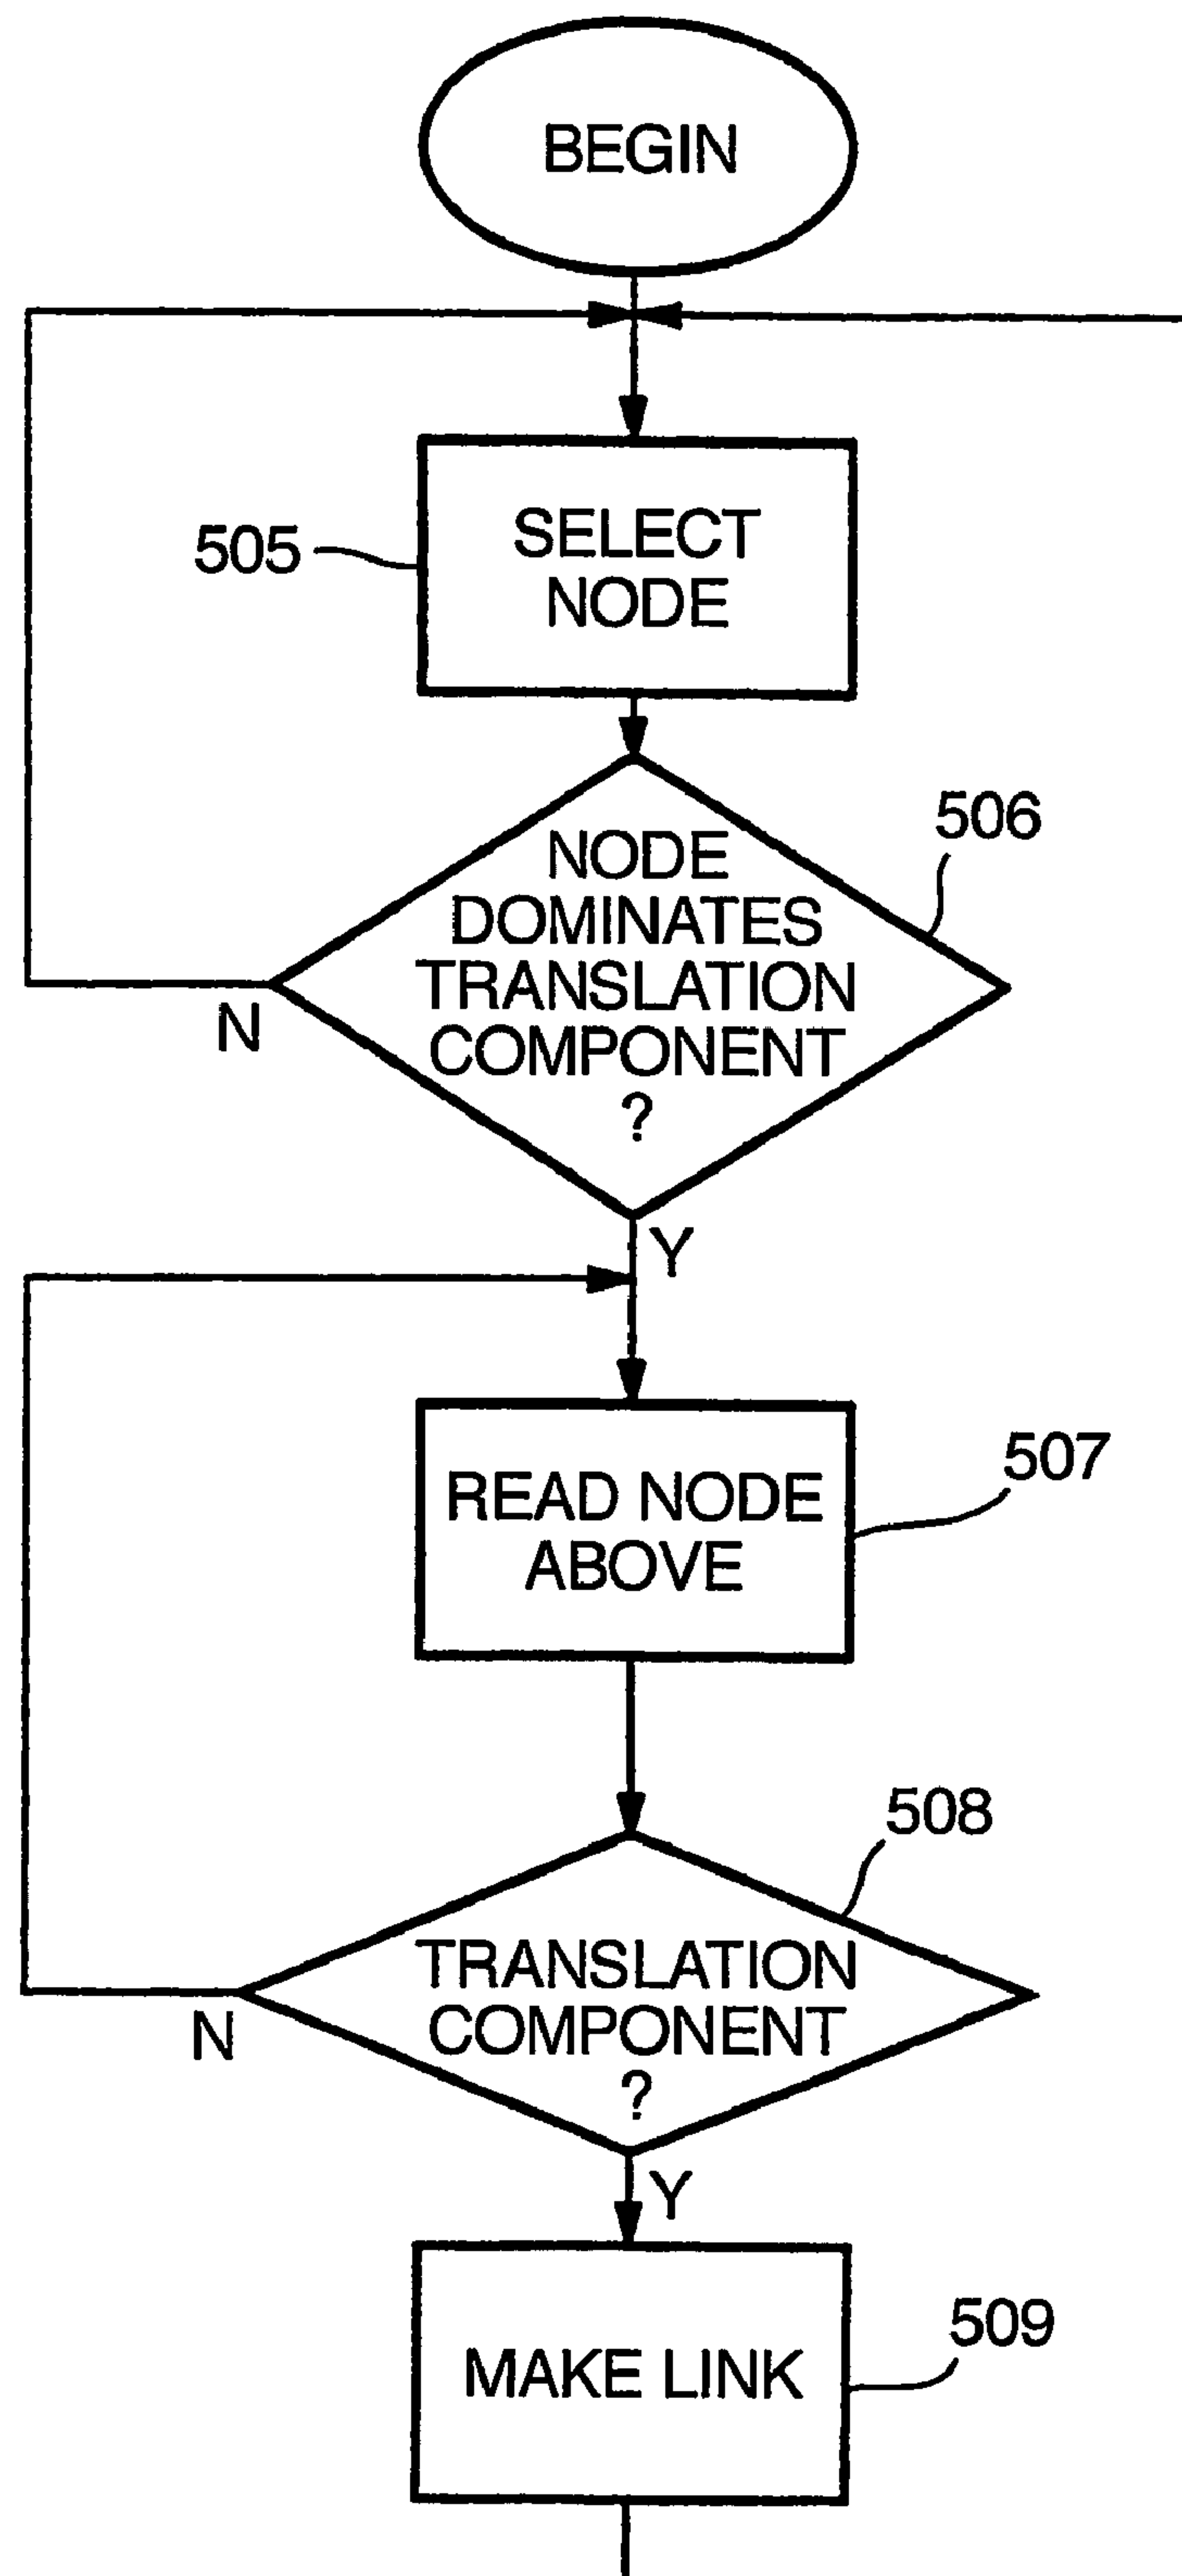 BEGIN
505
SELECT
NODE
506
NODE
DOMINATES
TRANSLATION
COMPONENT
?
N
Y
READ NODE
ABOVE
507
508
TRANSLATION
COMPONENT
?
N
Y
MAKE LINK
509